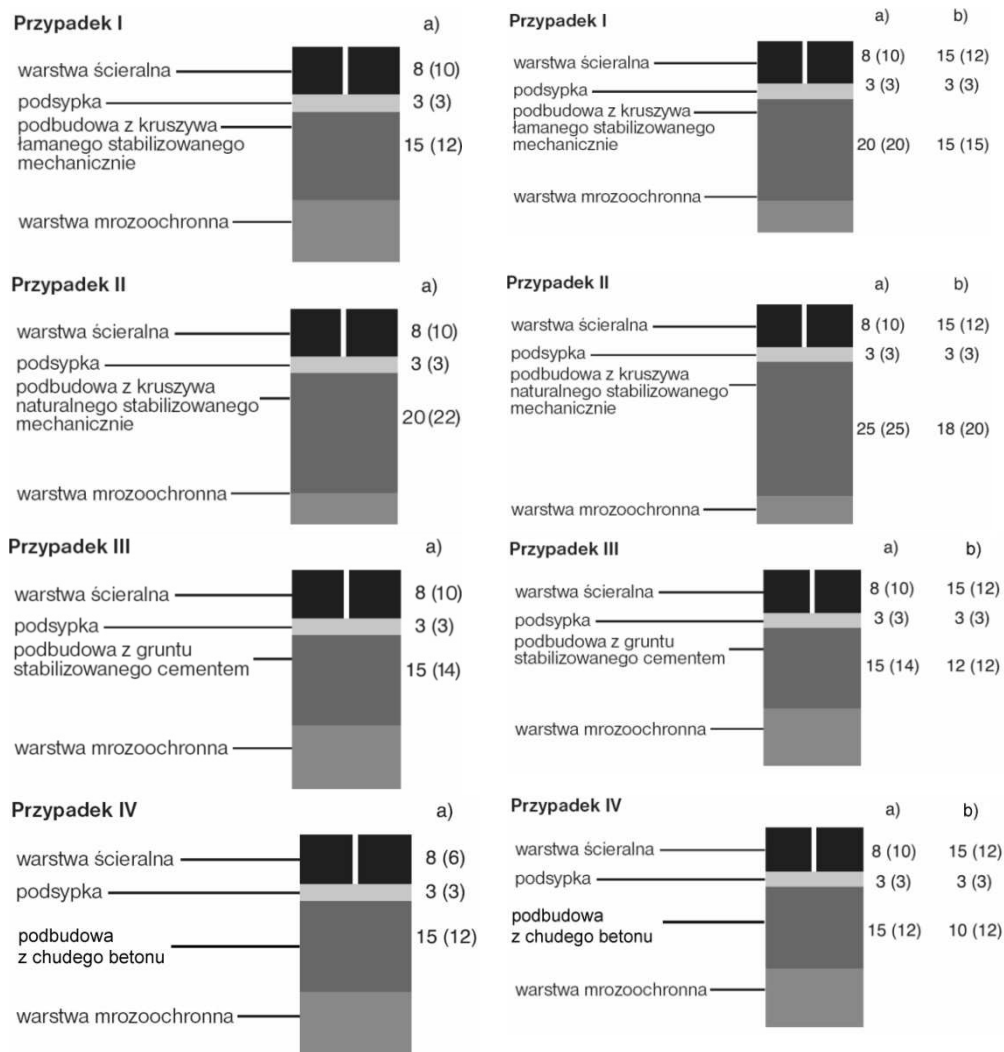 Przypadek I a)
warstwa ścieralna 8 (10)
podsypka 3 (3)
podbudowa z kruszywa
łamanego stabilizowanego 15 (12)
mechanicznie
warstwa mrozoochronna
Przypadek II a)
warstwa ścieralna 8 (10)
podsypka 3 (3)
podbudowa z kruszywa
naturalnego stabilizowanego
mechanicznie 20 (22)
warstwa mrozoochronna
Przypadek III a)
warstwa ścieralna 8 (10)
podsypka 3 (3)
podbudowa z gruntu
stabilizowanego cementem 15 (14)
warstwa mrozoochronna
Przypadek IV a)
warstwa ścieralna 8 (6)
podsypka 3 (3)
podbudowa 15 (12)
z chudego betonu
warstwa mrozoochronna
Przypadek I a) b)
warstwa ścieralna 8 (10) 15 (12)
podsypka 3 (3) 3 (3)
podbudowa z kruszywa
łamanego stabilizowanego
mechanicznie 20 (20) 15 (15)
warstwa mrozoochronna
Przypadek II a) b)
warstwa ścieralna 8 (10) 15 (12)
podsypka 3 (3) 3 (3)
podbudowa z kruszywa
naturalnego stabilizowanego
mechanicznie
25 (25) 18 (20)
warstwa mrozoochronna
Przypadek III a) b)
warstwa ścieralna 8 (10) 15 (12)
podsypka 3 (3) 3 (3)
podbudowa z gruntu
stabilizowanego cementem
15 (14) 12 (12)
warstwa mrozoochronna
Przypadek IV a) b)
warstwa ścieralna 8 (10) 15 (12)
podsypka 3 (3) 3 (3)
podbudowa
z chudego betonu 15 (12) 10 (12)
warstwa mrozoochronna